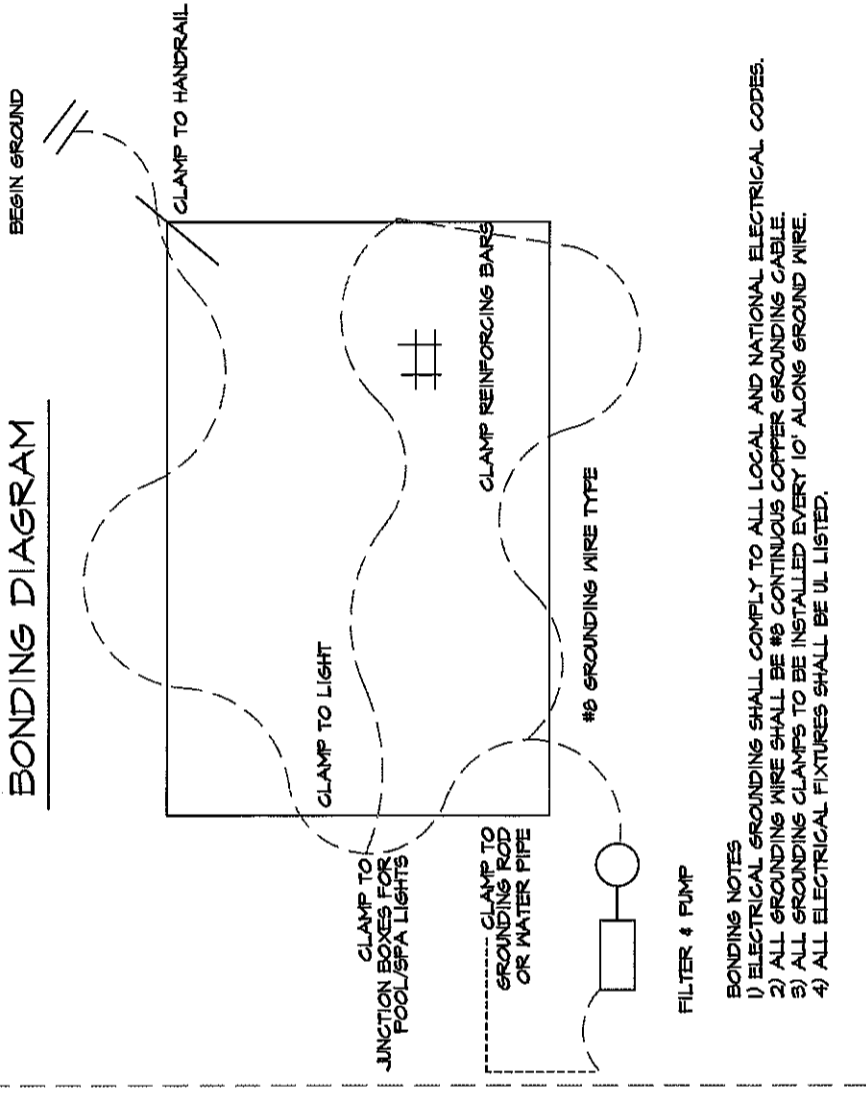 BONDING DIAGRAM
BEGIN GROUND
CLAMP TO HANDRAIL
CLAMP TO LIGHT
CLAMP TO
JUNCTION BOXES FOR
POOL/SPA LIGHTS
CLAMP REINFORCING BARS
CLAMP TO
GROUNDING ROD
OR WATER PIPE
#8 GROUNDING WIRE TYPE
FILTER & PUMP
BONDING NOTES
1) ELECTRICAL GROUNDING SHALL COMPLY TO ALL LOCAL AND NATIONAL ELECTRICAL CODES.
2) ALL GROUNDING WIRE SHALL BE #8 CONTINUOUS COPPER GROUNDING CABLE.
3) ALL GROUNDING CLAMPS TO BE INSTALLED EVERY 10' ALONG GROUND WIRE.
4) ALL ELECTRICAL FIXTURES SHALL BE UL LISTED.